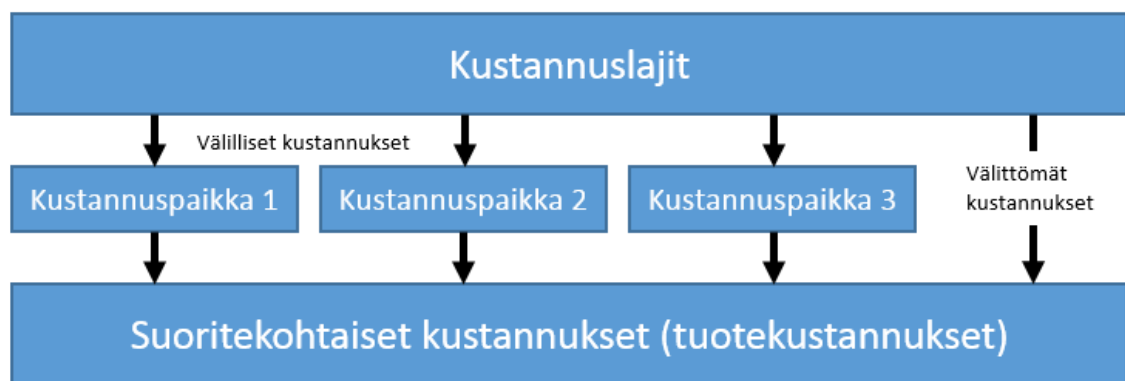 Kustannuslajit
Välilliset kustannukset
Kustannuspaikka 1
Kustannuspaikka 2
Kustannuspaikka 3
Välittömät
kustannukset
Suoritekohtaiset kustannukset (tuotekustannukset)